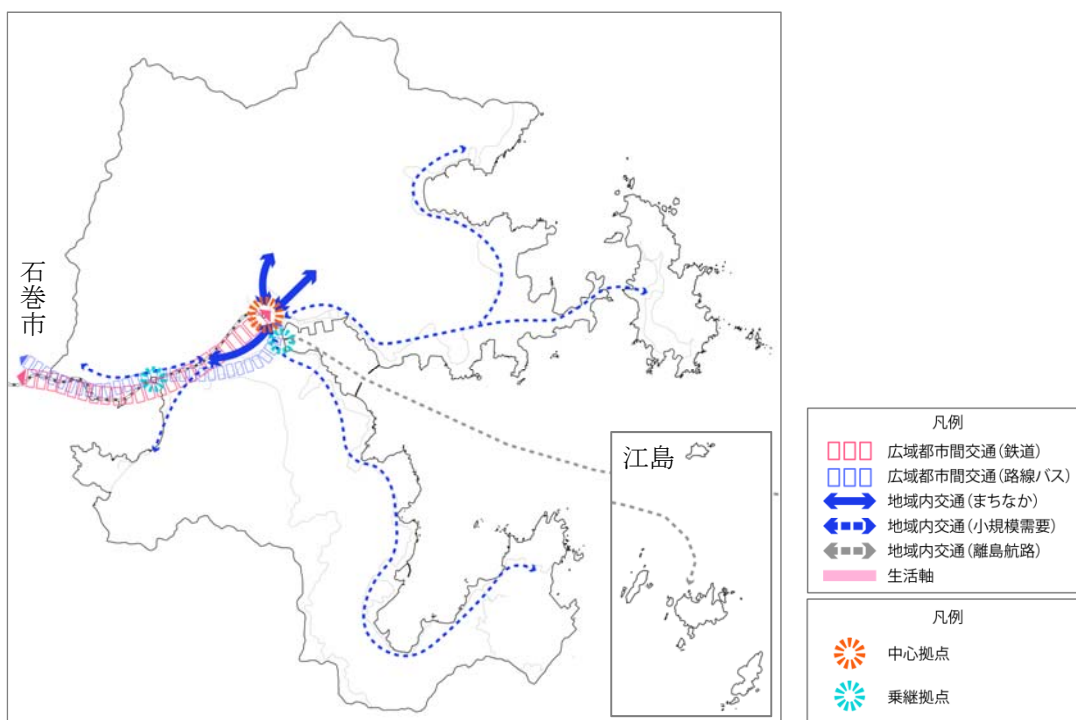 石巻市
江島
凡例
広域都市間交通(鉄道)
広域都市間交通(路線バス)
地域内交通(まちなか)
地域内交通(小規模需要)
地域内交通(離島航路)
生活軸
凡例
中心拠点
乗継拠点